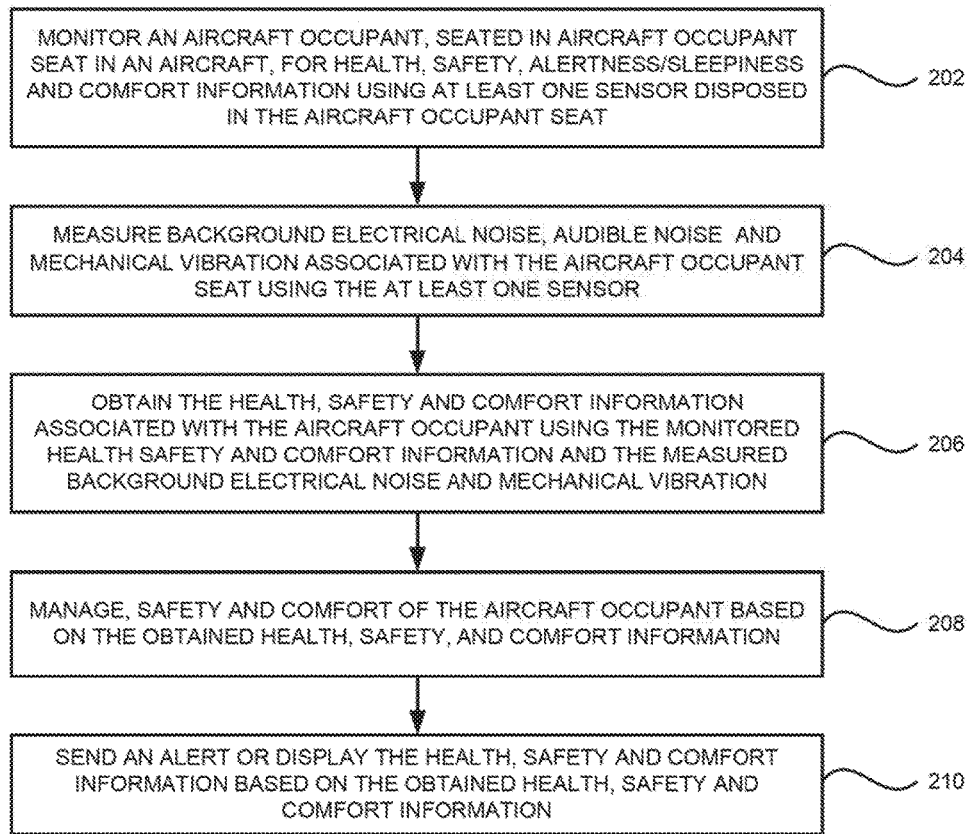 MONITOR AN AIRCRAFT OCCUPANT, SEATED IN AIRCRAFT OCCUPANT
SEAT IN AN AIRCRAFT, FOR HEALTH, SAFETY, ALERTNESS/SLEEPINESS
AND COMFORT INFORMATION USING AT LEAST ONE SENSOR DISPOSED
IN THE AIRCRAFT OCCUPANT SEAT
202
MEASURE BACKGROUND ELECTRICAL NOISE, AUDIBLE NOISE AND
MECHANICAL VIBRATION ASSOCIATED WITH THE AIRCRAFT OCCUPANT
SEAT USING THE AT LEAST ONE SENSOR
204
OBTAIN THE HEALTH, SAFETY AND COMFORT INFORMATION
ASSOCIATED WITH THE AIRCRAFT OCCUPANT USING THE MONITORED
HEALTH SAFETY AND COMFORT INFORMATION AND THE MEASURED
BACKGROUND ELECTRICAL NOISE AND MECHANICAL VIBRATION
206
MANAGE, SAFETY AND COMFORT OF THE AIRCRAFT OCCUPANT BASED
ON THE OBTAINED HEALTH, SAFETY, AND COMFORT INFORMATION
208
SEND AN ALERT OR DISPLAY THE HEALTH, SAFETY AND COMFORT
INFORMATION BASED ON THE OBTAINED HEALTH, SAFETY AND
COMFORT INFORMATION
210